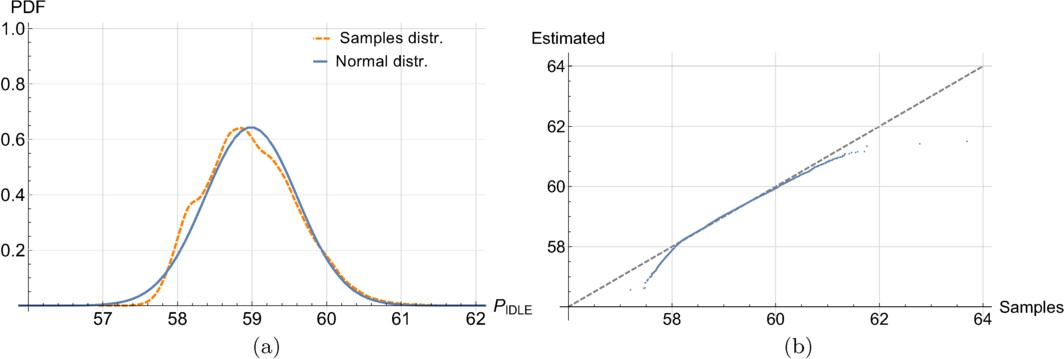 PDF
1.0
0.8
0.6
0.4
0.2
Samples distr.
Normal distr.
57 58 59 60 61 62
PIDLE
(a)
Estimated
64
62
60
58
58 60 62 64
Samples
(b)